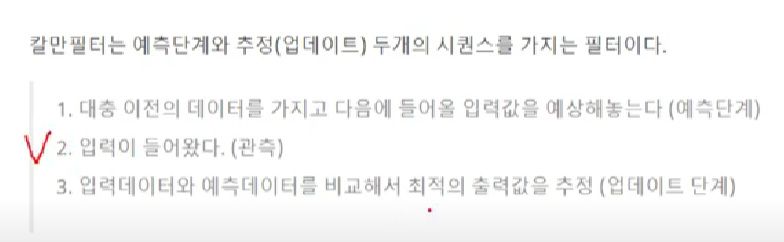 칼만필터는 예측단계와 추정(업데이트) 두개의 시퀀스를 가지는 필터이다.
1. 대충 이전의 데이터를 가지고 다음에 들어올 입력값을 예상해놓는다 (예측단계)
2. 입력이 들어왔다. (관측)
3. 입력데이터와 예측데이터를 비교해서 최적의 출력값을 추정 (업데이트 단계)